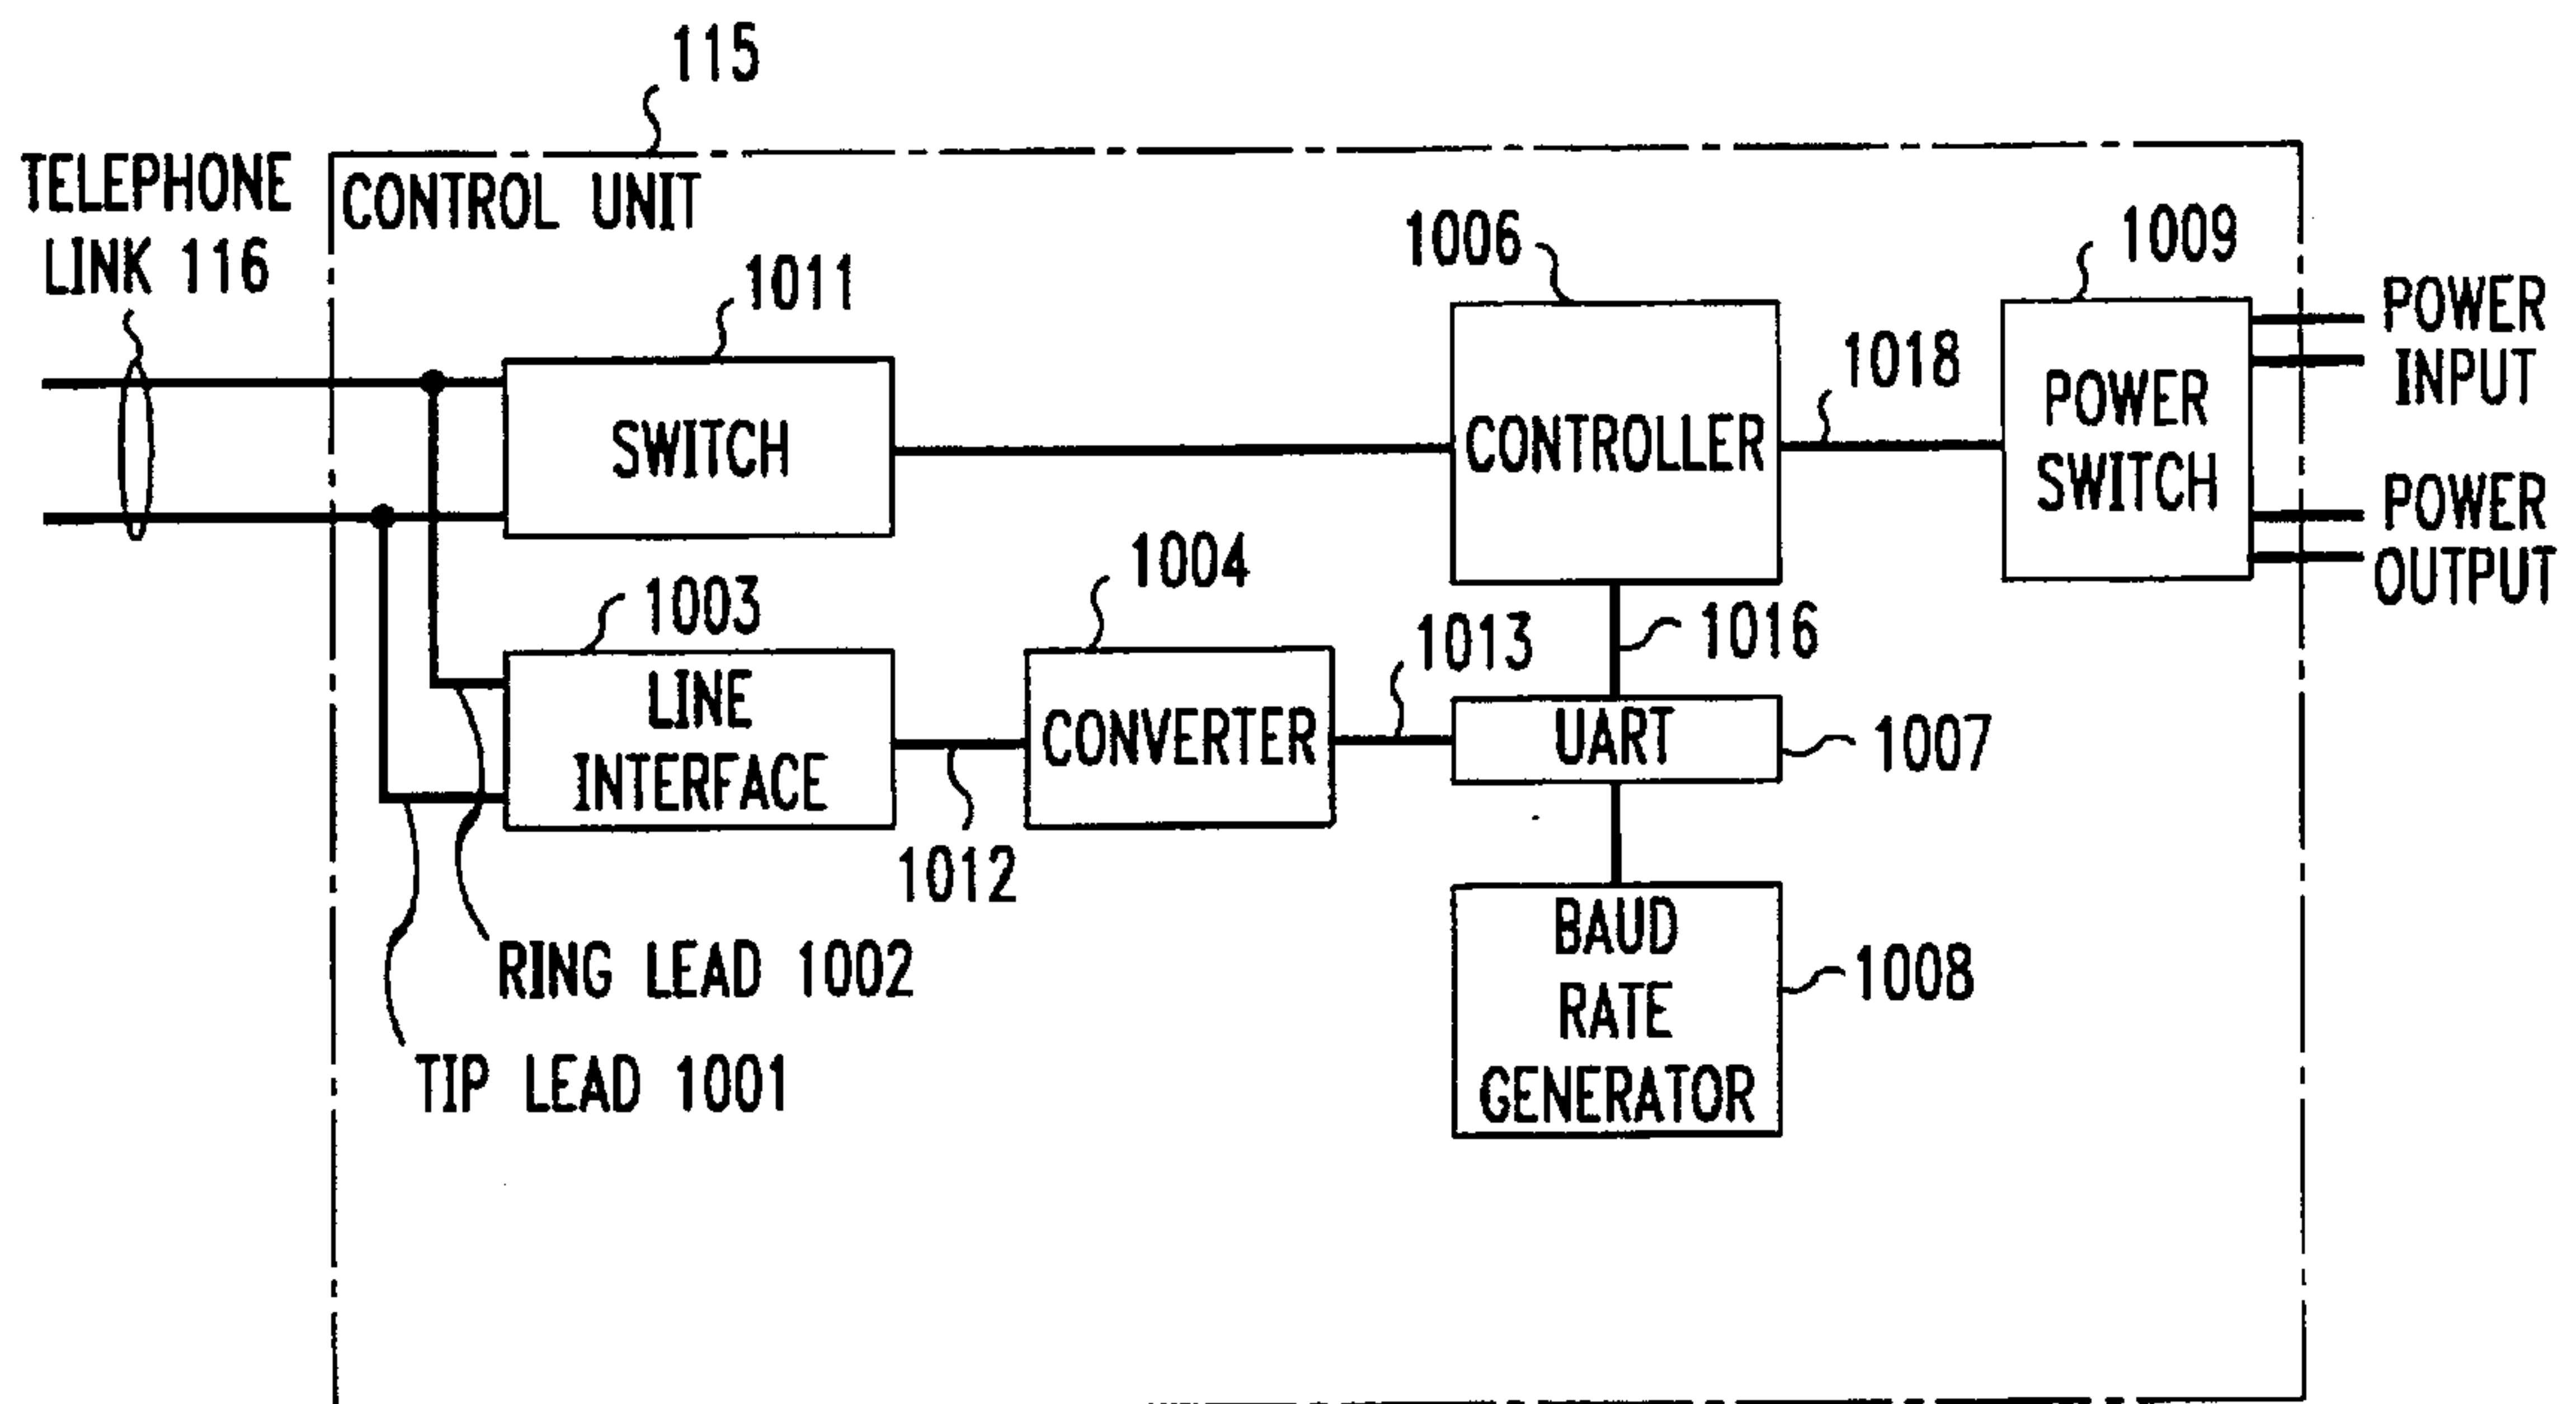 115
TELEPHONE
LINK 116
CONTROL UNIT
1011
SWITCH
1006
CONTROLLER
1018
1009
POWER
SWITCH
POWER
INPUT
POWER
OUTPUT
1003
LINE
INTERFACE
1012
1004
CONVERTER
1013
1016
UART
1007
BAUD
RATE
GENERATOR
1008
RING LEAD 1002
TIP LEAD 1001